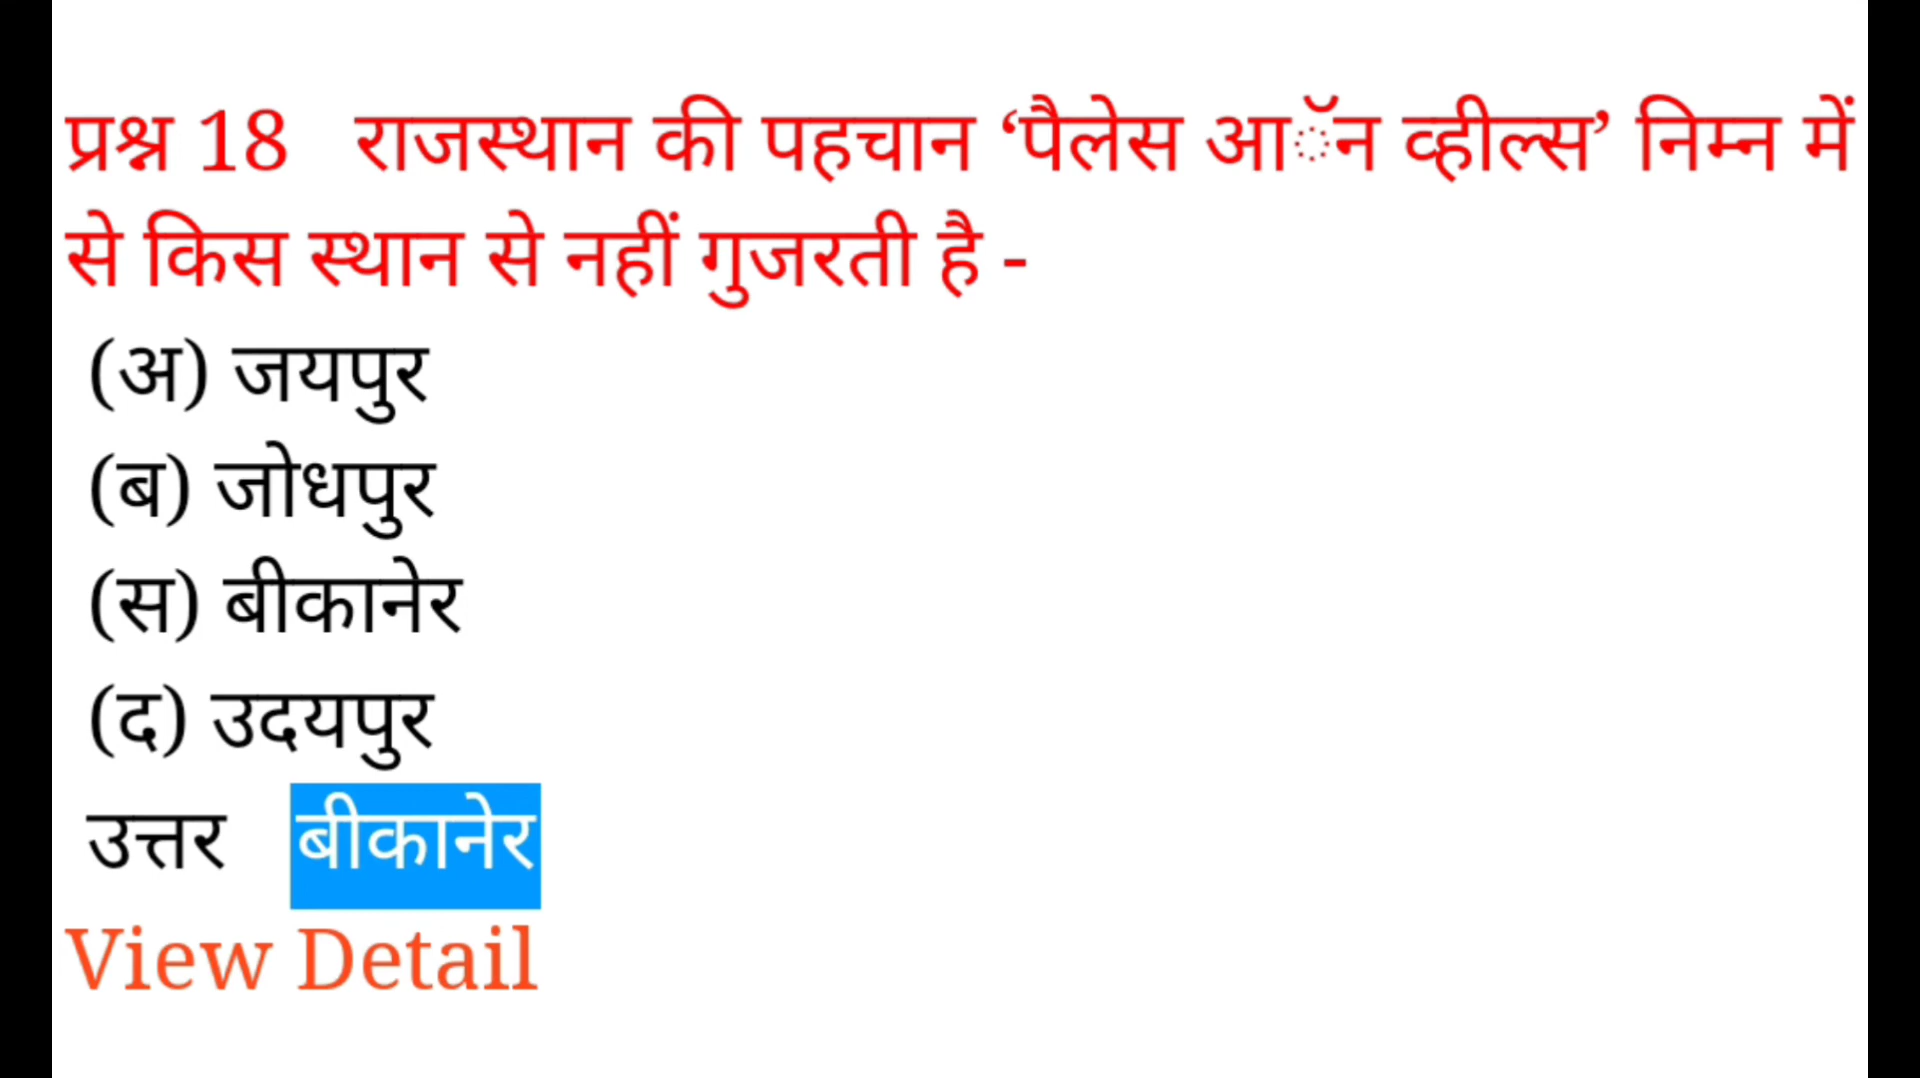 प्रश्न 18   राजस्थान की पहचान ‘पैलेस आॅन व्हील्स’ निम्न में
से किस स्थान से नहीं गुजरती है -
(अ) जयपुर
(ब) जोधपुर
(स) बीकानेर
(द) उदयपुर
उत्तर   बीकानेर
View Detail